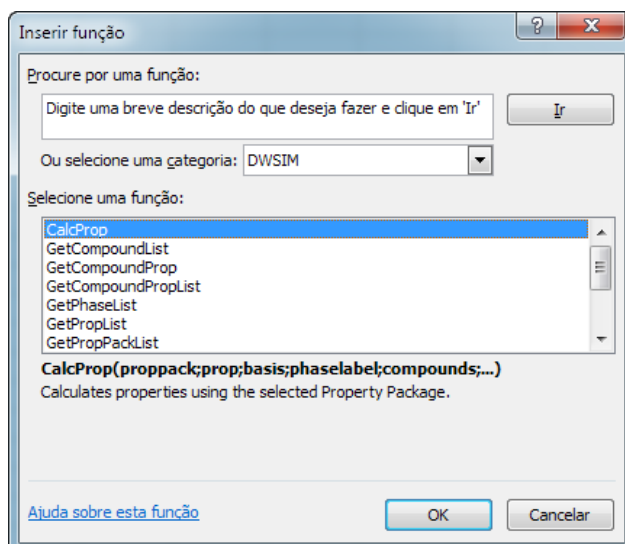 Inserir função
Procure por uma função:
Digite uma breve descrição do que deseja fazer e clique em 'Ir'
Ir
Ou selecione uma categoria: DWSIM
Selecione uma função:
CalcProp
GetCompoundList
GetCompoundProp
GetCompoundPropList
GetPhaseList
GetPropList
GetPropPackList
CalcProp(proppack;prop;basis;phaselabel;compounds;...)
Calculates properties using the selected Property Package.
Ajuda sobre esta função
OK
Cancelar